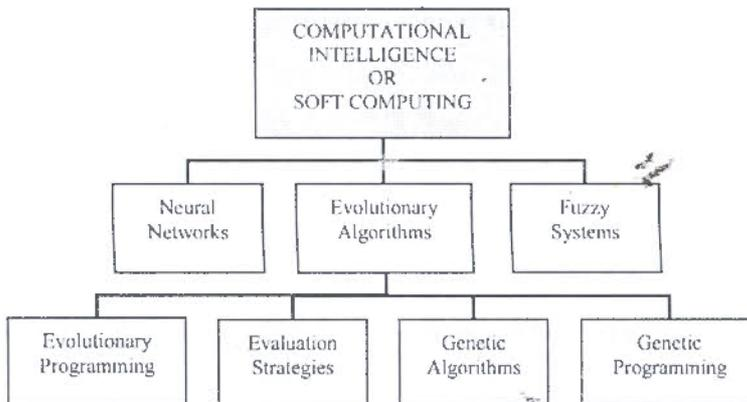 COMPUTATIONAL
INTELLIGENCE
OR
SOFT COMPUTING
Neural
Networks
Evolutionary
Algorithms
Fuzzy
Systems
Evolutionary
Programming
Evaluation
Strategies
Genetic
Algorithms
Genetic
Programming